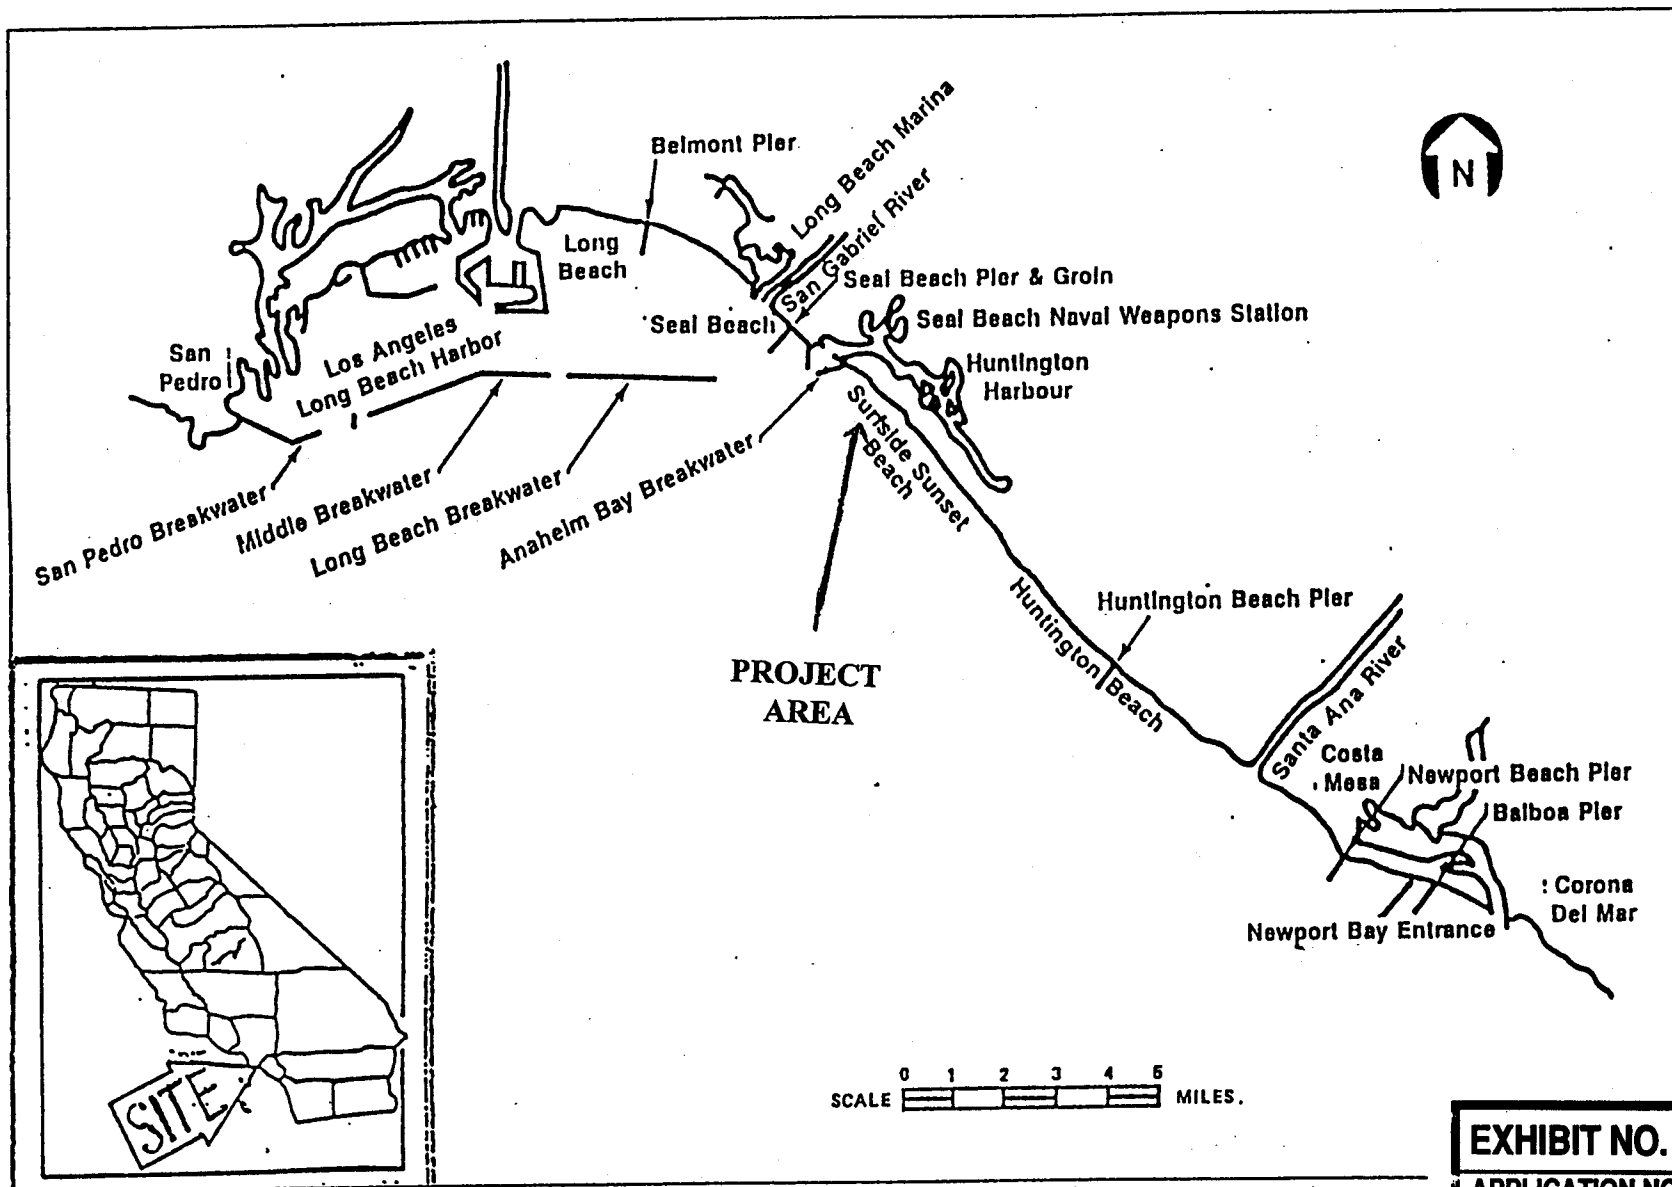 Belmont Pier
Long Beach Marina
San Gabriel River
N
Long
Beach
Seal Beach Pier & Groin
Seal Beach
Seal Beach Naval Weapons Station
San
Pedro
Los Angeles
Long Beach Harbor
Huntington
Harbour
Surfside Sunset
Beach
San Pedro Breakwater
Middle Breakwater
Long Beach Breakwater
Anaheim Bay Breakwater
PROJECT
AREA
Huntington Beach Pier
Huntington Beach
Santa Ana River
Costa
Mesa
Newport Beach Pier
Balboa Pier
Corona
Del Mar
Newport Bay Entrance
SITE
0 1 2 3 4 5
SCALE MILES.
EXHIBIT NO.
APPLICATION NO